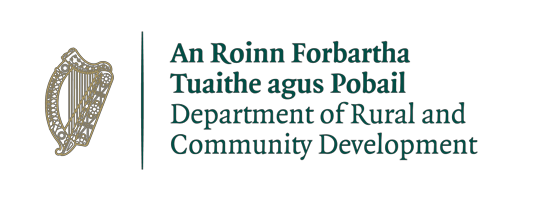 An Roinn Forbartha
Tuaithe agus Pobail
Department of Rural and
Community Development